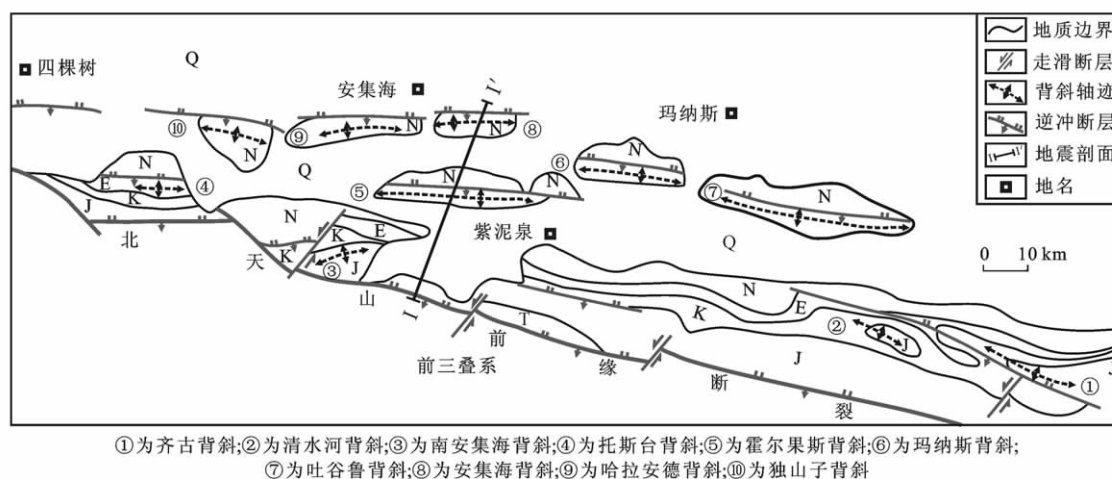 Q
四棵树
安集海
I'
玛纳斯
⑩
N
⑨
N
N
⑧
N
E
K
J
④
Q
⑤
N
N
⑥
N
⑦
N
北
天
山
前
缘
断
裂
N
K
K
E
③
J
紫泥泉
Q
I
T
前三叠系
K
N
E
②
J
J
J
①
地质边界
走滑断层
背斜轴迹
逆冲断层
I I' 地震剖面
地名
0 10 km
①为齐古背斜;②为清水河背斜;③为南安集海背斜;④为托斯台背斜;⑤为霍尔果斯背斜;⑥为玛纳斯背斜;
⑦为吐谷鲁背斜;⑧为安集海背斜;⑨为哈拉安德背斜;⑩为独山子背斜